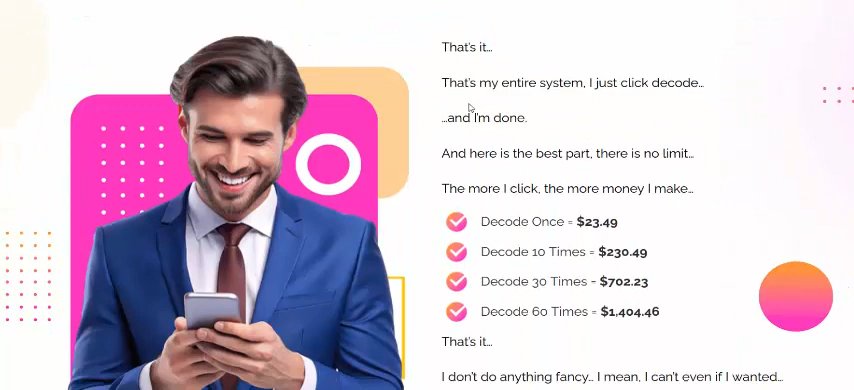 That's it...
That's my entire system, I just click decode...
...and I'm done.
And here is the best part, there is no limit...
The more I click, the more money I make...
Decode Once = $23.49
Decode 10 Times = $230.49
Decode 30 Times = $702.23
Decode 60 Times = $1,404.46
That's it...
I don't do anything fancy... I mean, I can't even if I wanted...